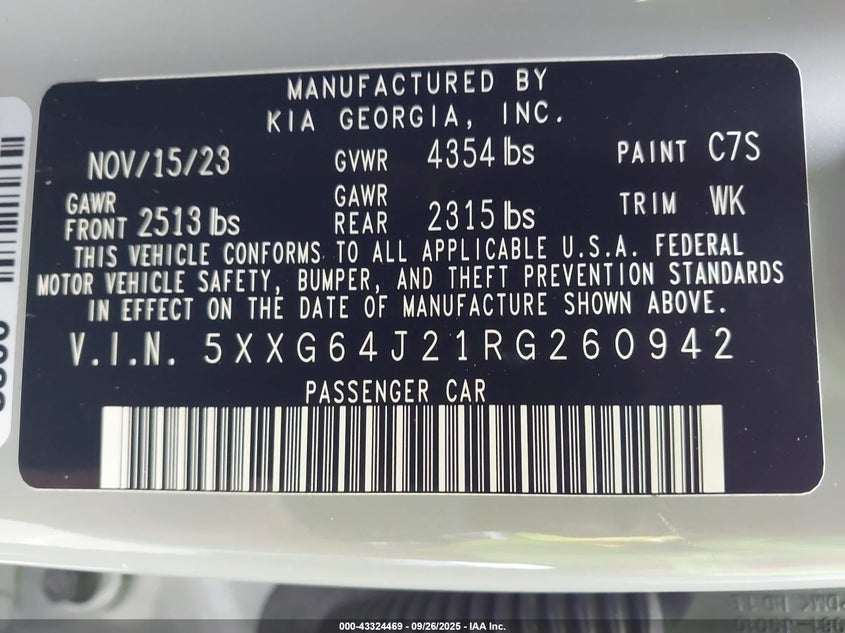 MANUFACTURED BY
KIA GEORGIA, INC.
NOV/15/23 GVWR 4354 lbs PAINT C7S
GAWR FRONT 2513 lbs GAWR REAR 2315 lbs TRIM WK
THIS VEHICLE CONFORMS TO ALL APPLICABLE U.S.A. FEDERAL
MOTOR VEHICLE SAFETY, BUMPER, AND THEFT PREVENTION STANDARDS
IN EFFECT ON THE DATE OF MANUFACTURE SHOWN ABOVE.
V.I.N. 5XXG64J21RG260942
PASSENGER CAR
000-43324469 - 09/26/2025 - IAA Inc.